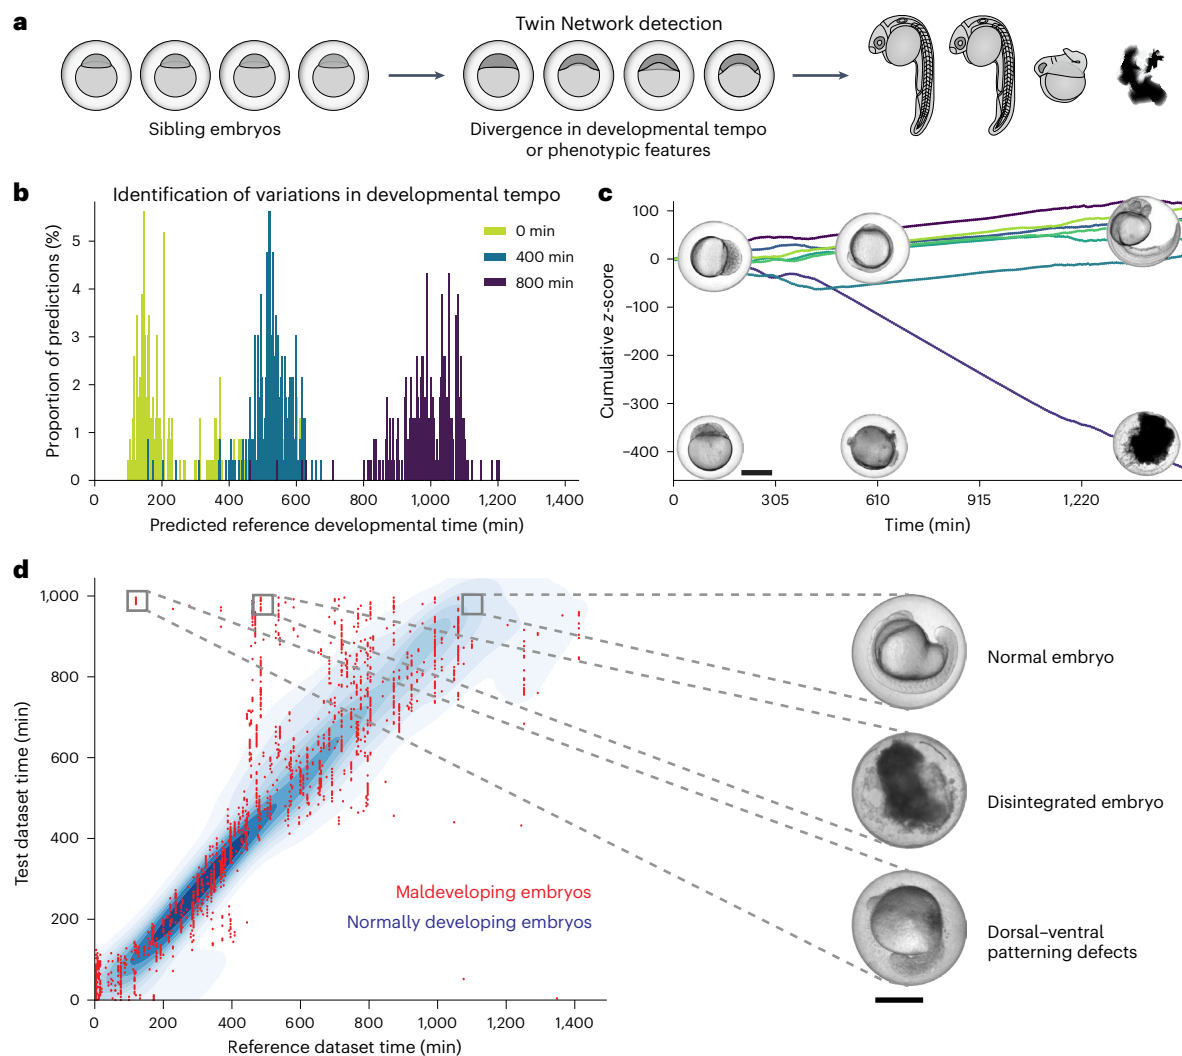 a
Twin Network detection
Sibling embryos
Divergence in developmental tempo
or phenotypic features
b
Identification of variations in developmental tempo
Proportion of predictions (%)
5
4
3
2
1
0
0 min
400 min
800 min
0
200
400
600
800
1,000
1,200
1,400
Predicted reference developmental time (min)
c
Cumulative z-score
100
0
–100
–200
–300
–400
0
305
610
915
1,220
Time (min)
d
Test dataset time (min)
1,000
800
600
400
200
0
Maldeveloping embryos
Normally developing embryos
0
200
400
600
800
1,000
1,200
1,400
Reference dataset time (min)
Normal embryo
Disintegrated embryo
Dorsal–ventral
patterning defects